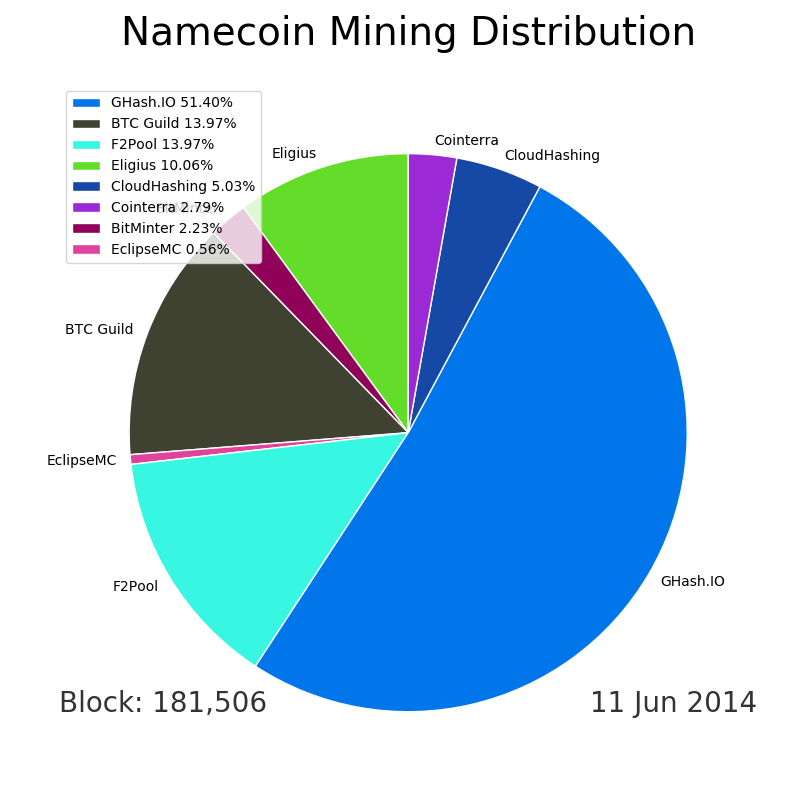 Namecoin Mining Distribution
GHash.IO 51.40%
BTC Guild 13.97%
F2Pool 13.97%
Eligius 10.06%
CloudHashing 5.03%
Cointerra 2.79%
BitMinter 2.23%
EclipseMC 0.56%
Cointerra
CloudHashing
Eligius
BTC Guild
EclipseMC
F2Pool
GHash.IO
Block: 181,506
11 Jun 2014